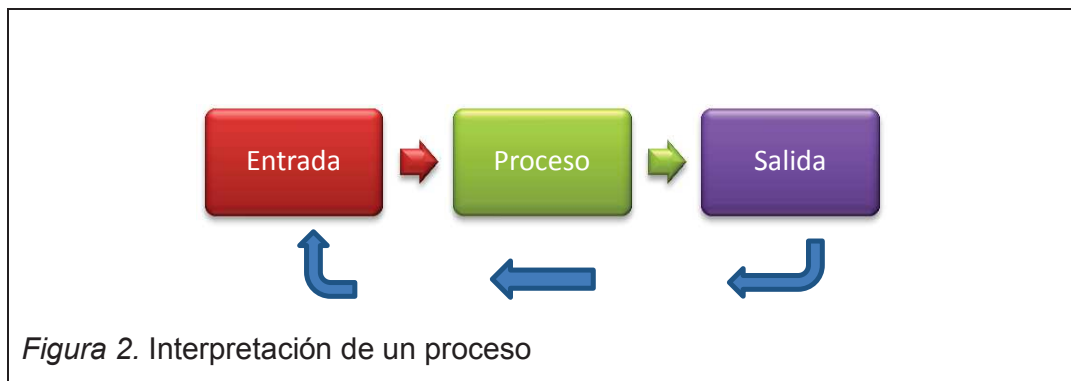 Entrada Proceso Salida
Figura 2. Interpretación de un proceso